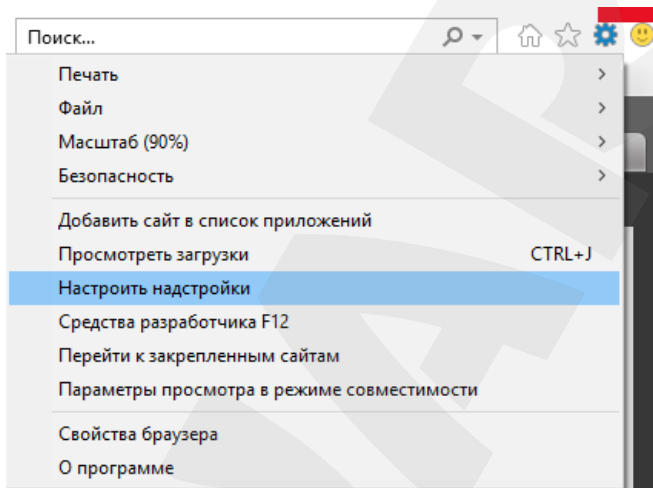 Поиск...
Печать
Файл
Масштаб (90%)
Безопасность
Добавить сайт в список приложений
Просмотреть загрузки CTRL+J
Настроить надстройки
Средства разработчика F12
Перейти к закрепленным сайтам
Параметры просмотра в режиме совместимости
Свойства браузера
О программе